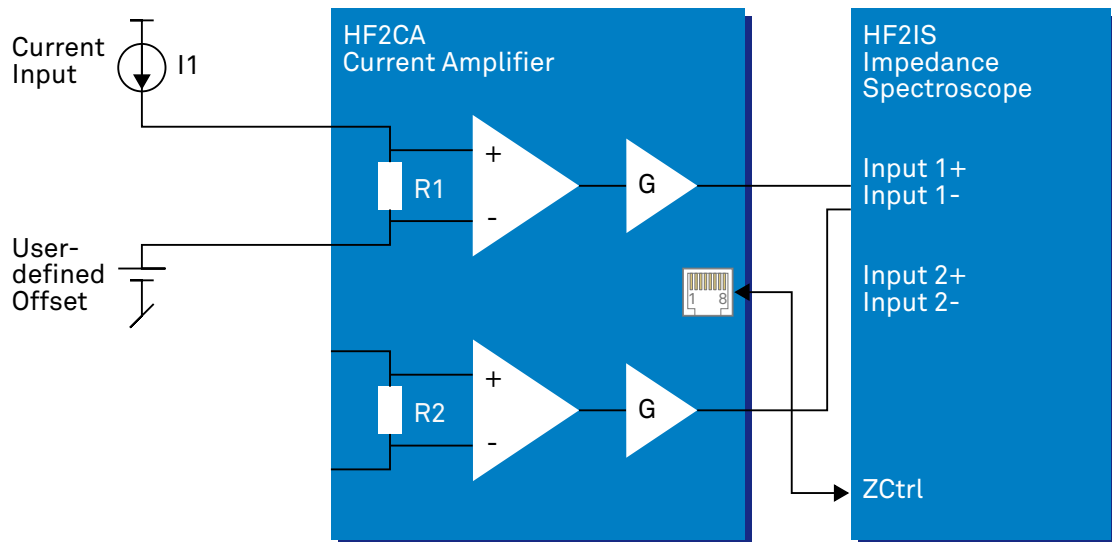 Current
Input
I1
HF2CA
Current Amplifier
HF2IS
Impedance
Spectroscope
+
-
R1
G
Input 1+
Input 1-
User-
defined
Offset
1 8
Input 2+
Input 2-
+
-
R2
G
ZCtrl